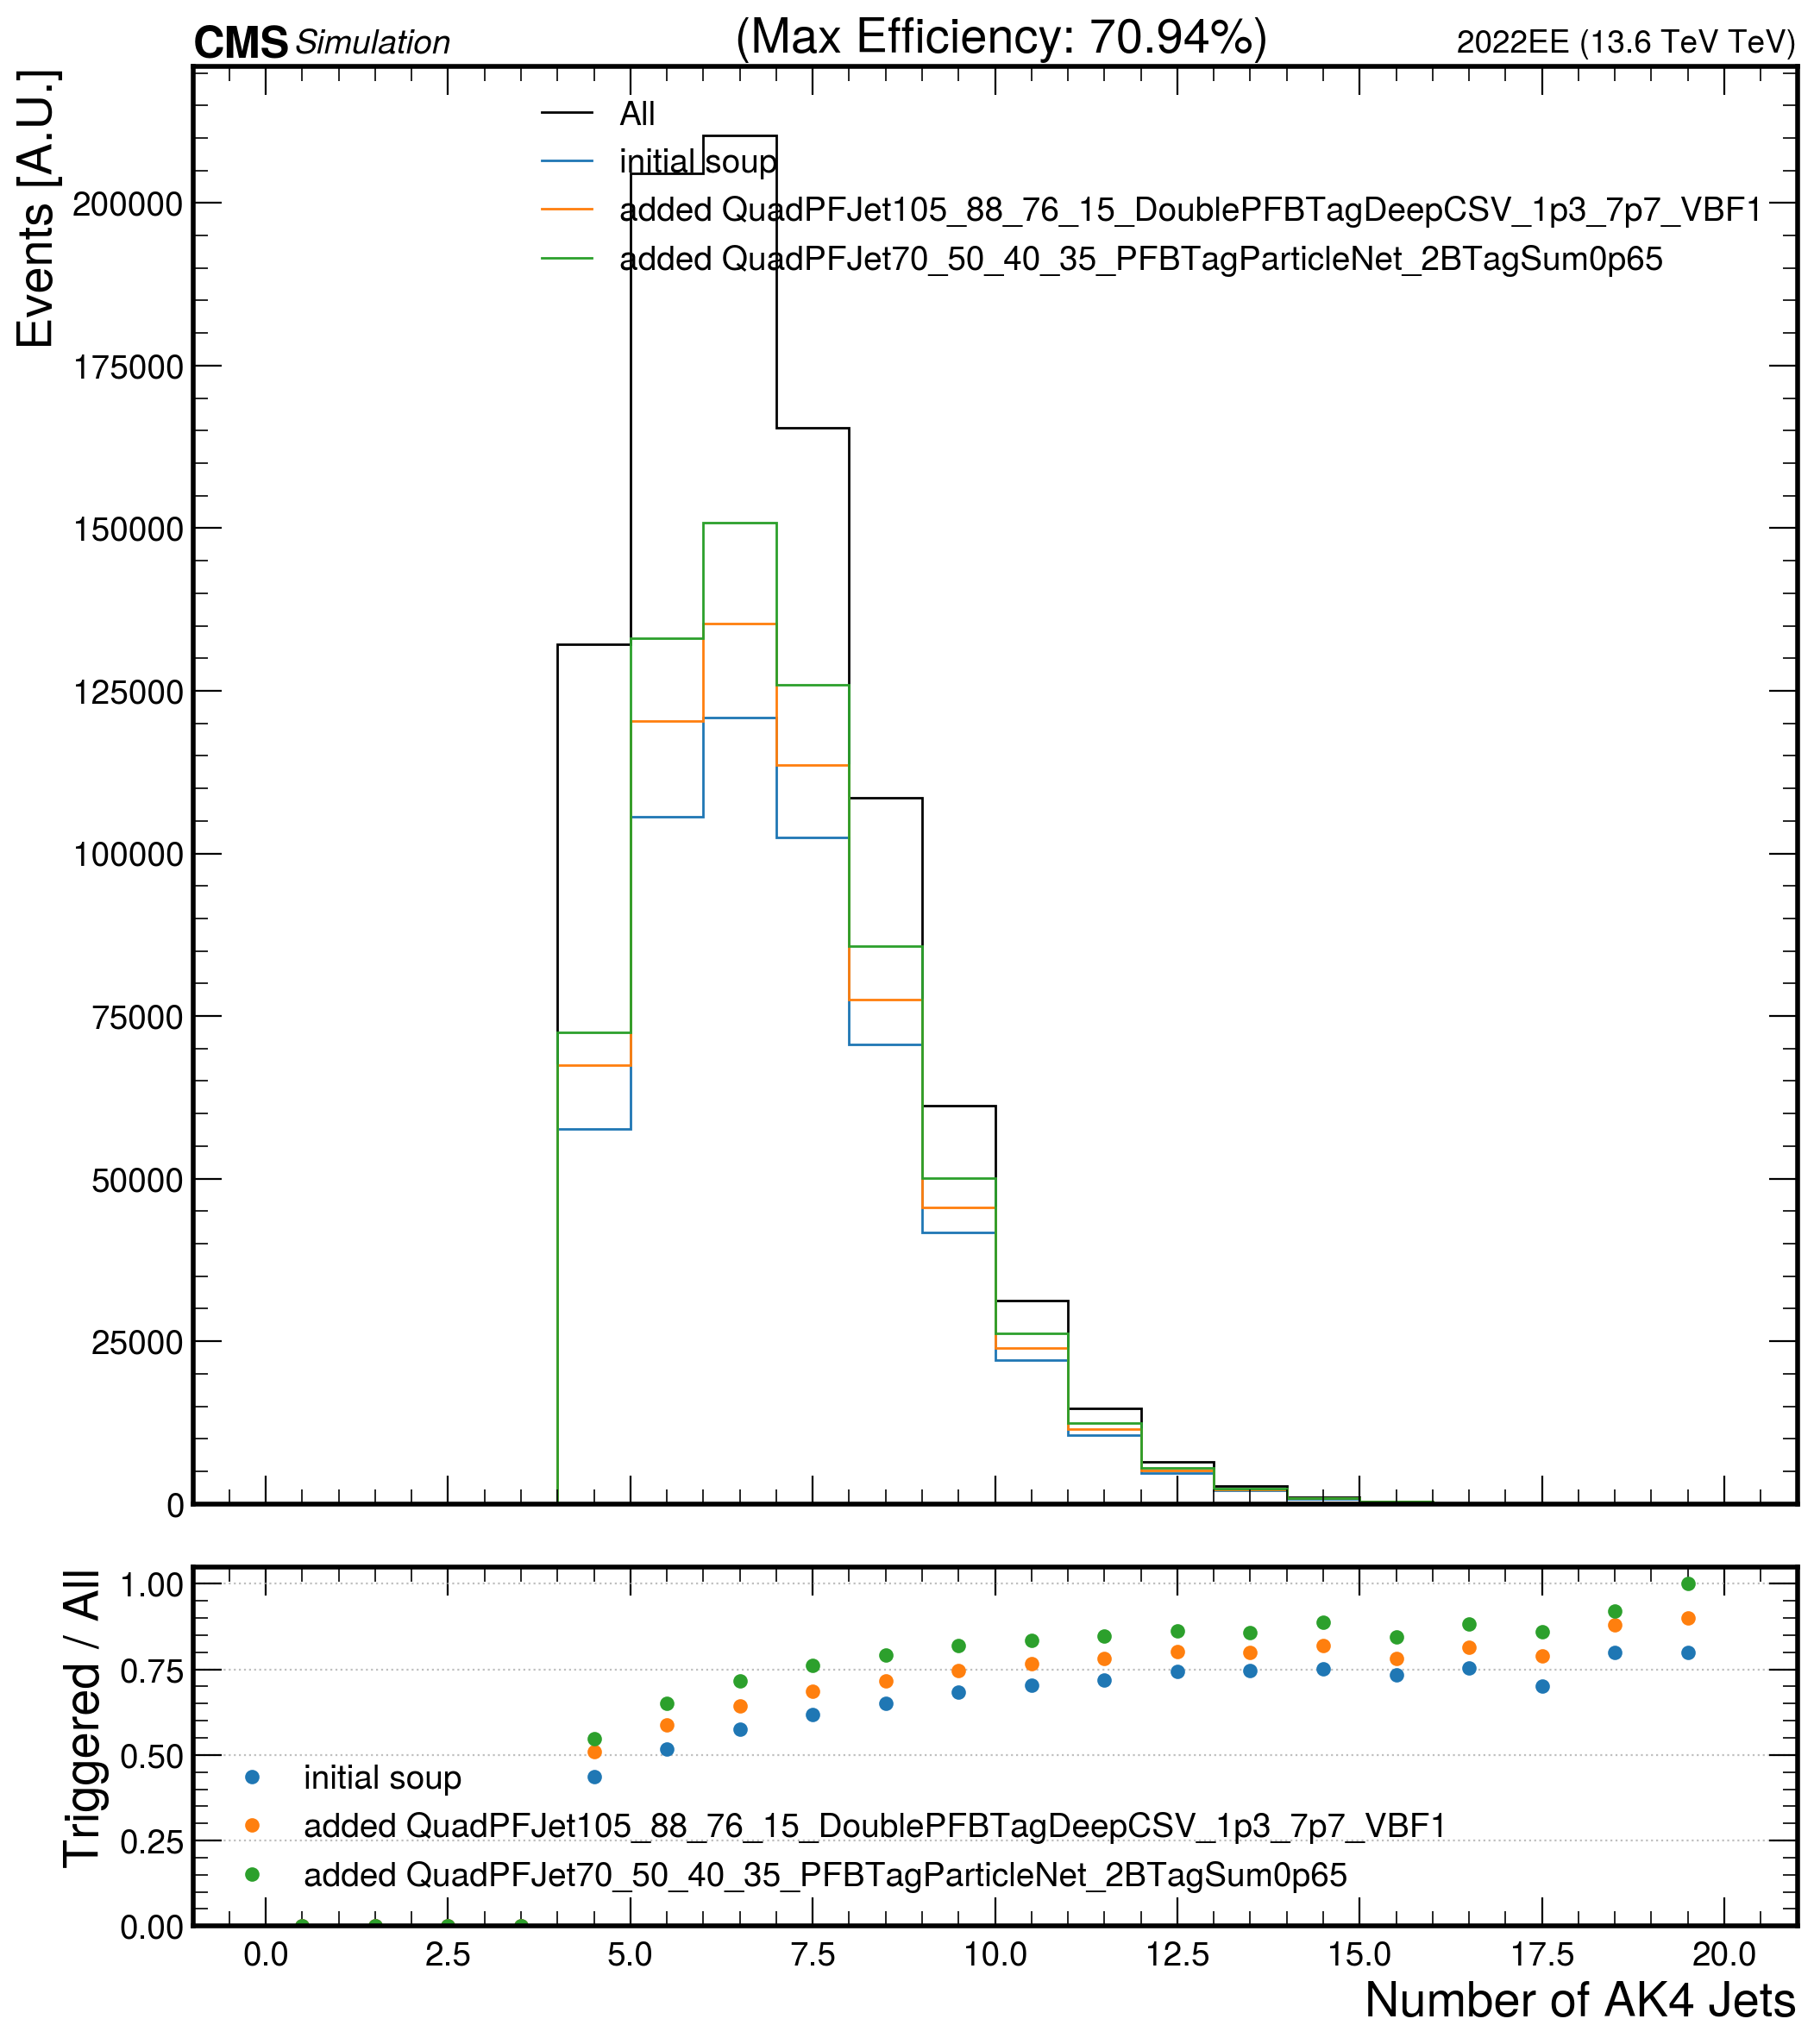 CMS Simulation (Max Efficiency: 70.94%) 2022EE (13.6 TeV TeV)
Events [A.U.]
All
initial soup
added QuadPFJet105_88_76_15_DoublePFBTagDeepCSV_1p3_7p7_VBF1
added QuadPFJet70_50_40_35_PFBTagParticleNet_2BTagSum0p65
200000
175000
150000
125000
100000
75000
50000
25000
0
Triggered / All
1.00
0.75
0.50
0.25
0.00
initial soup
added QuadPFJet105_88_76_15_DoublePFBTagDeepCSV_1p3_7p7_VBF1
added QuadPFJet70_50_40_35_PFBTagParticleNet_2BTagSum0p65
0.0 2.5 5.0 7.5 10.0 12.5 15.0 17.5 20.0
Number of AK4 Jets